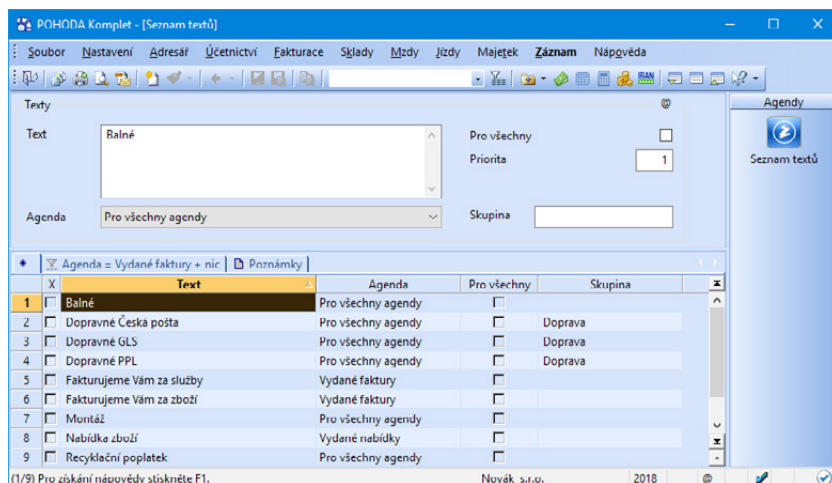 POHODA Komplet - [Seznam textů]
Soubor Nastavení Adresář Účetnictví Fakturace Sklady Mzdy Jízdy Majetek Záznam Nápověda
IBAN
Texty @ Agendy
Text Balné Pro všechny
Priorita 1 Seznam textů
Agenda Pro všechny agendy Skupina
Agenda = Vydané faktury + nic Poznámky
X Text Agenda Pro všechny Skupina
1 Balné Pro všechny agendy
2 Dopravné Česká pošta Pro všechny agendy Doprava
3 Dopravné GLS Pro všechny agendy Doprava
4 Dopravné PPL Pro všechny agendy Doprava
5 Fakturujeme Vám za služby Vydané faktury
6 Fakturujeme Vám za zboží Vydané faktury
7 Montáž Pro všechny agendy
8 Nabídka zboží Vydané nabídky
9 Recyklační poplatek Pro všechny agendy
(1/9) Pro získání nápovědy stiskněte F1. Novák s.r.o. 2018 @